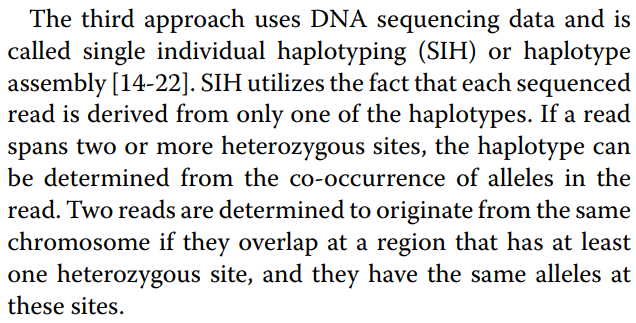 The third approach uses DNA sequencing data and is
called single individual haplotyping (SIH) or haplotype
assembly [14-22]. SIH utilizes the fact that each sequenced
read is derived from only one of the haplotypes. If a read
spans two or more heterozygous sites, the haplotype can
be determined from the co-occurrence of alleles in the
read. Two reads are determined to originate from the same
chromosome if they overlap at a region that has at least
one heterozygous site, and they have the same alleles at
these sites.